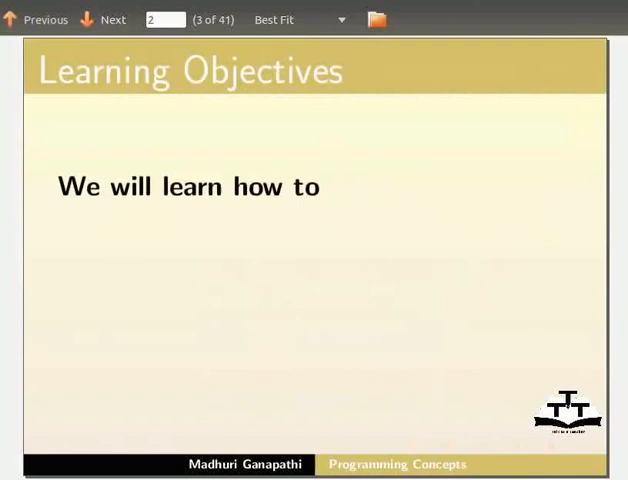 Previous Next 2 (3 of 41) Best Fit
Learning Objectives
We will learn how to
TTT
Madhuri Ganapathi Programming Concepts